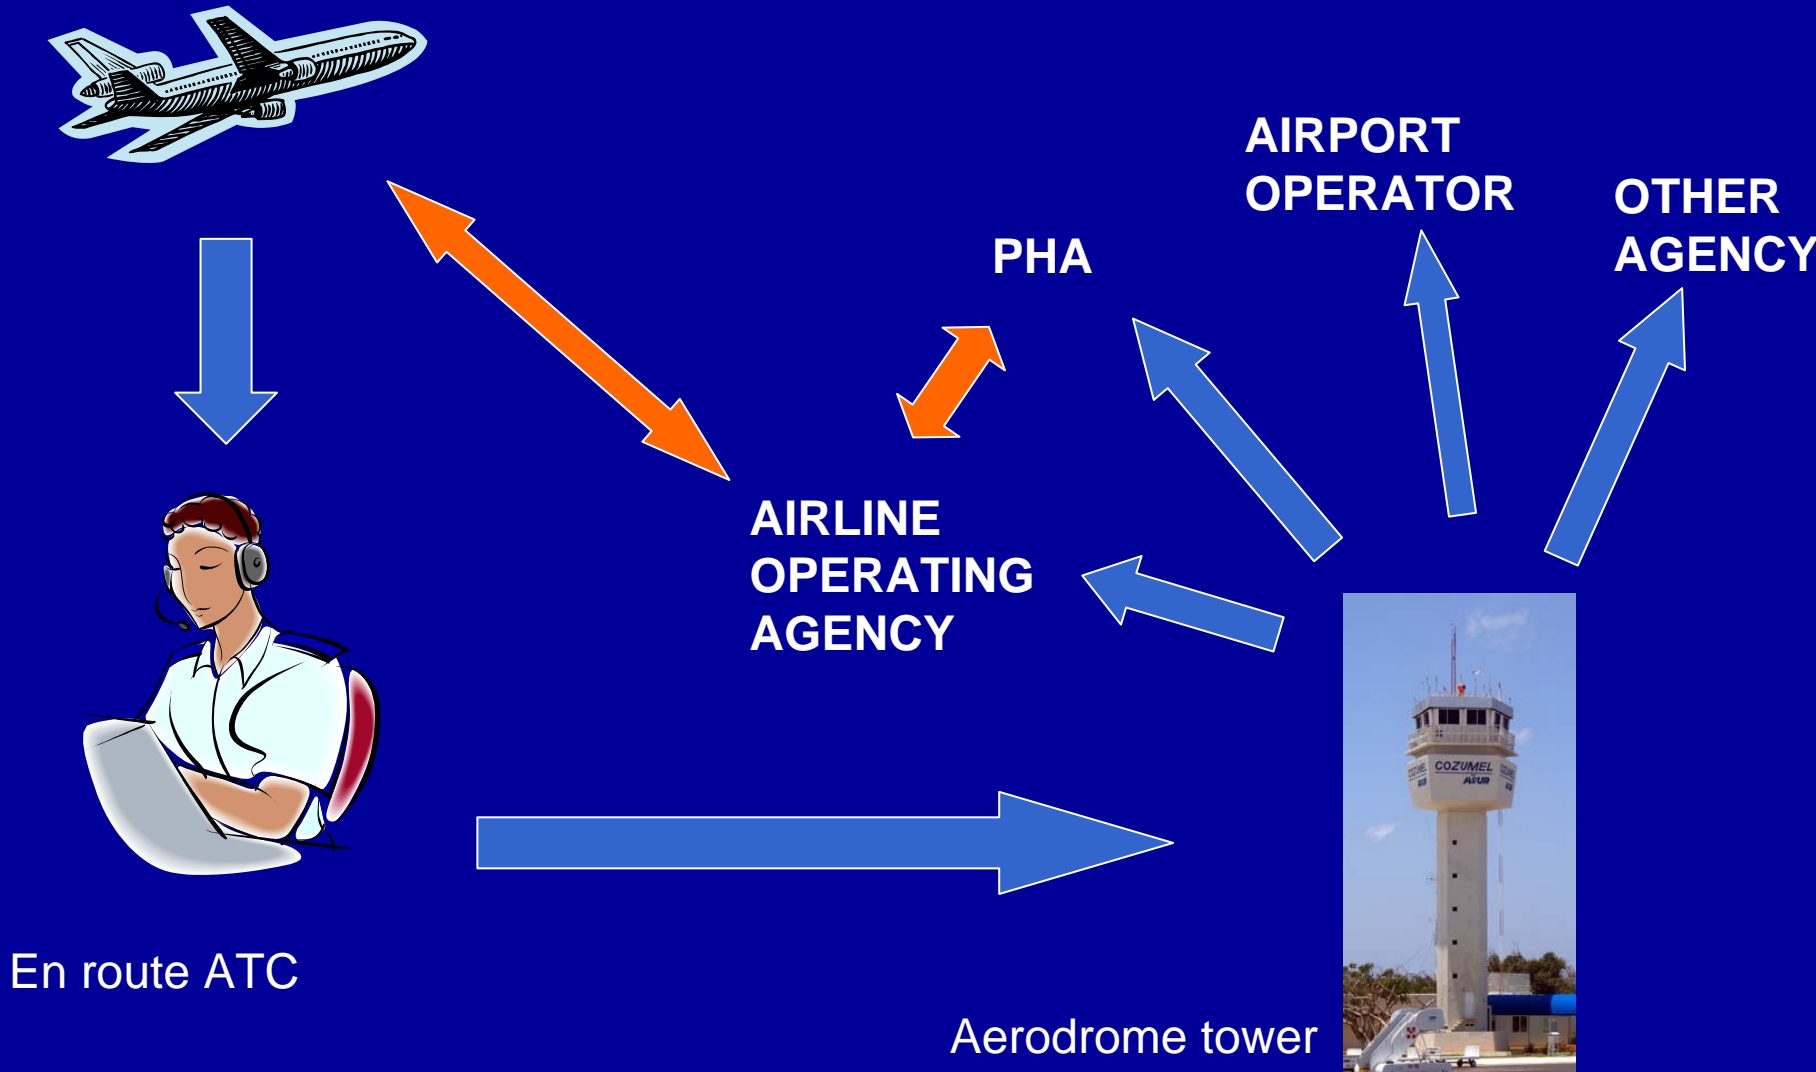 AIRPORT
OPERATOR
OTHER
AGENCY
PHA
AIRLINE
OPERATING
AGENCY
COZUMEL
ASUR
En route ATC
Aerodrome tower